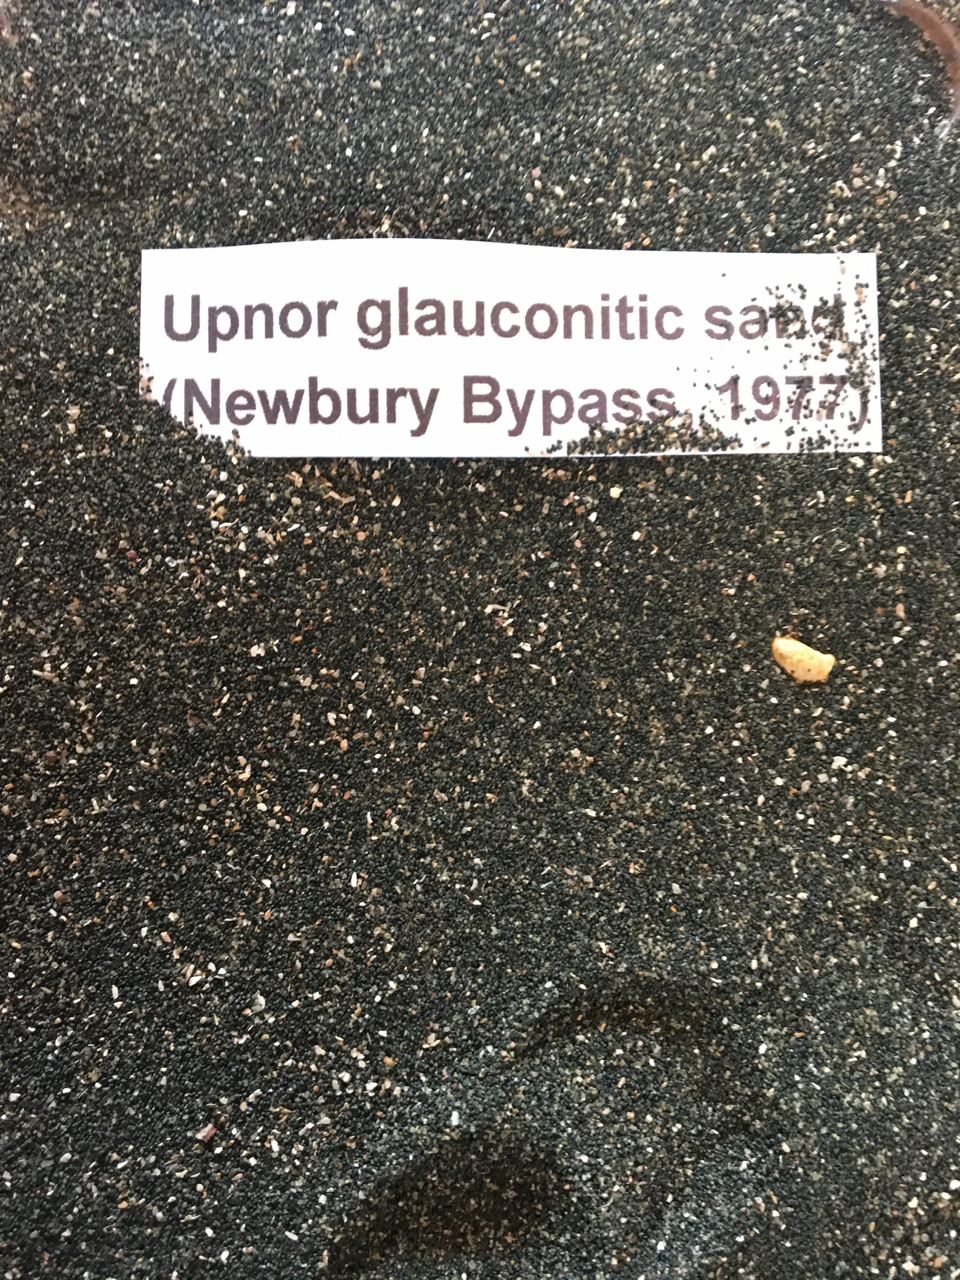 Upnor glauconitic sand
(Newbury Bypass, 1977)